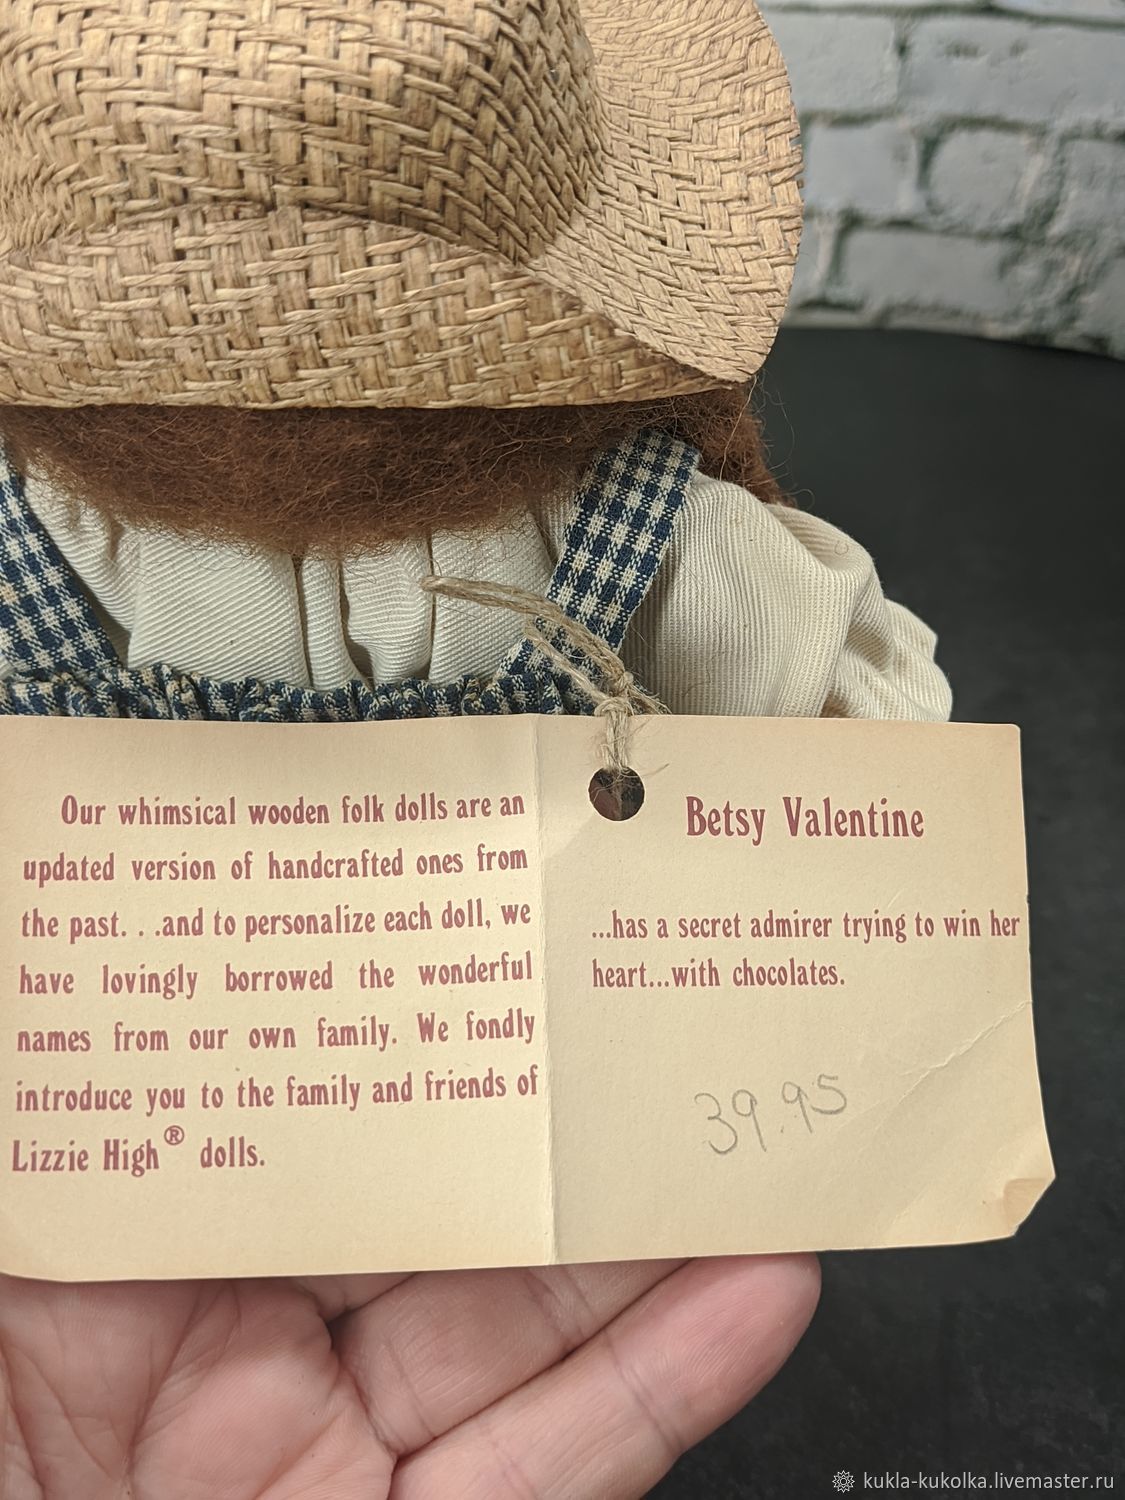 Our whimsical wooden folk dolls are an
updated version of handcrafted ones from
the past. . .and to personalize each doll, we
have lovingly borrowed the wonderful
names from our own family. We fondly
introduce you to the family and friends of
Lizzie High® dolls.
Betsy Valentine
...has a secret admirer trying to win her
heart...with chocolates.
39.95
kukla-kukolka.livemaster.ru